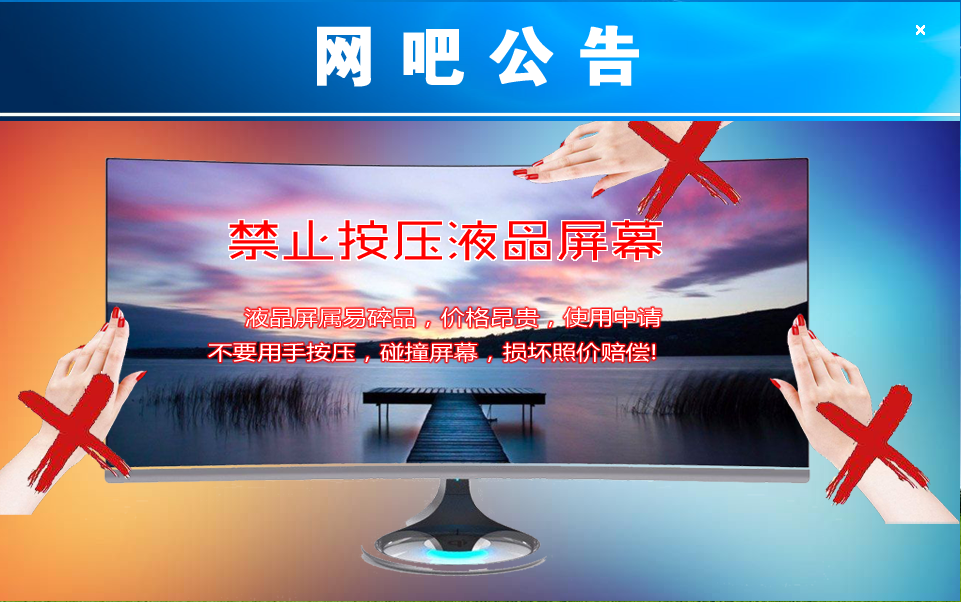 网吧公告
禁止按压液晶屏幕
液晶屏属易碎品，价格昂贵，使用中请
不要用手按压，碰撞屏幕，损坏照价赔偿!